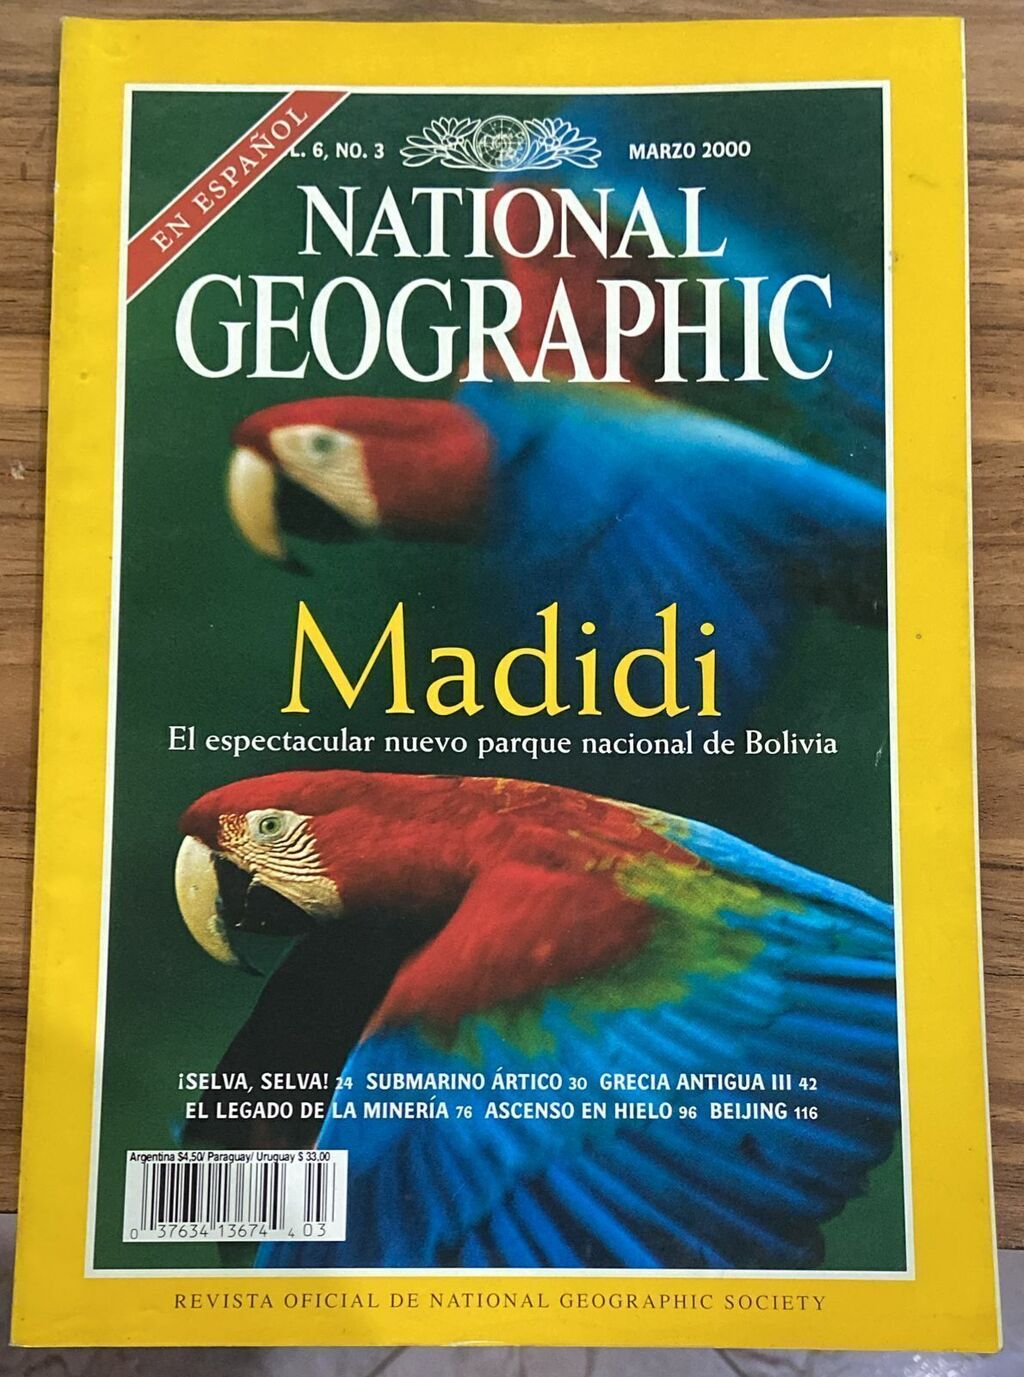 EN ESPAÑOL
L. 6, NO. 3
MARZO 2000
NATIONAL
GEOGRAPHIC
Madidi
El espectacular nuevo parque nacional de Bolivia
¡SELVA, SELVA! 24 SUBMARINO ÁRTICO 30 GRECIA ANTIGUA III 42
EL LEGADO DE LA MINERÍA 76 ASCENSO EN HIELO 96 BEIJING 116
Argentina $4,50/ Paraguay/ Uruguay $ 33.00
0 37634 13674 4 03
REVISTA OFICIAL DE NATIONAL GEOGRAPHIC SOCIETY